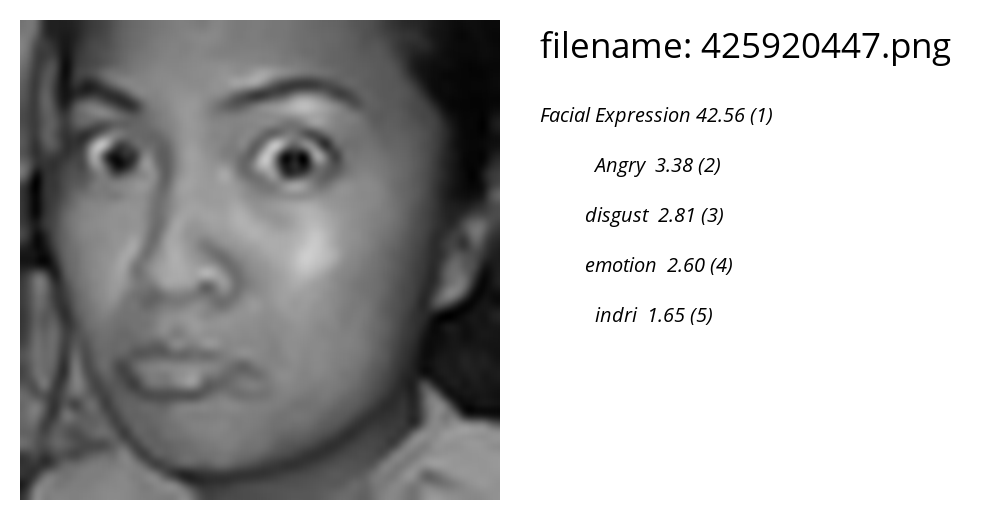 filename: 425920447.png
Facial Expression 42.56 (1)
Angry 3.38 (2)
disgust 2.81 (3)
emotion 2.60 (4)
indri 1.65 (5)